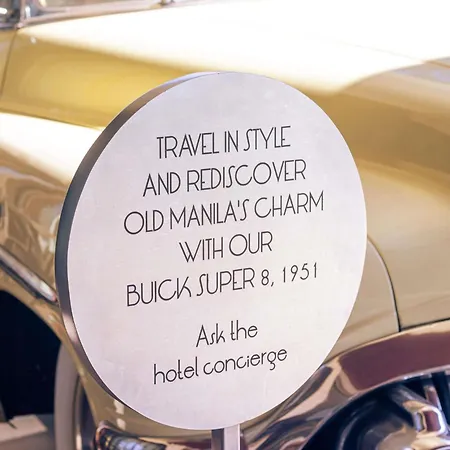 TRAVEL IN STYLE
AND REDISCOVER
OLD MANILA'S CHARM
WITH OUR
BUICK SUPER 8, 1951
Ask the
hotel concierge